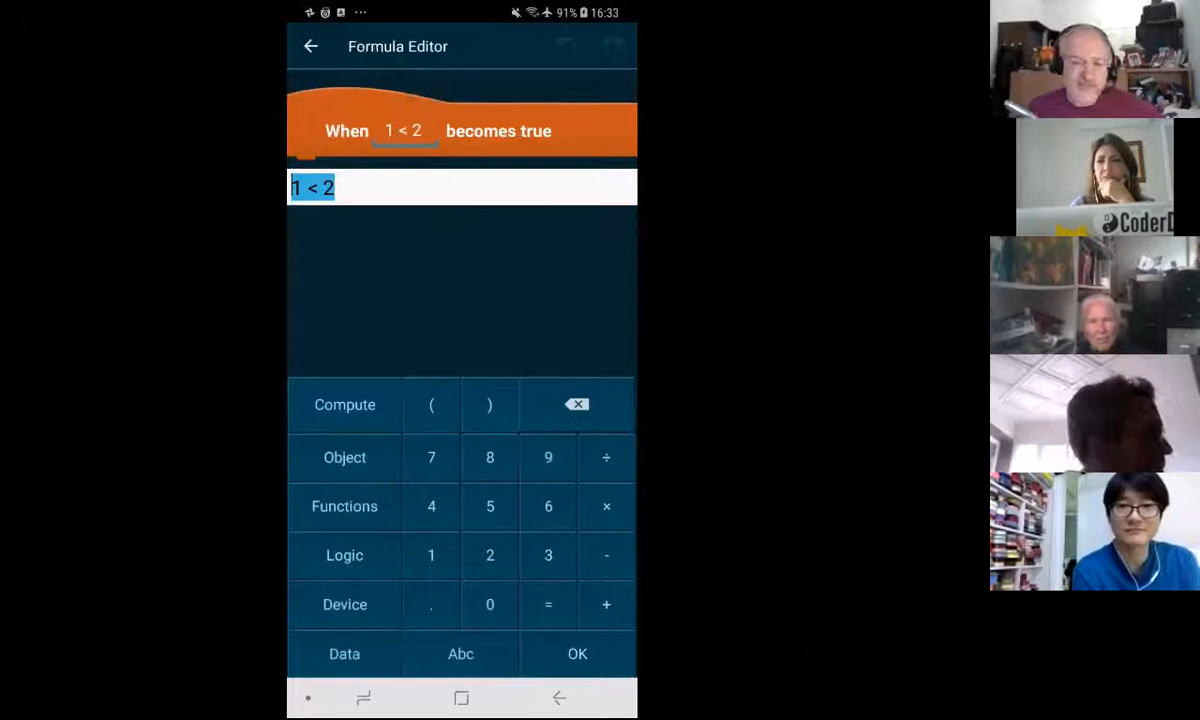 91% 16:33
Formula Editor
When 1 < 2 becomes true
1 < 2
Compute ( )
Object 7 8 9 ÷
Functions 4 5 6 ×
Logic 1 2 3 -
Device . 0 = +
Data Abc OK